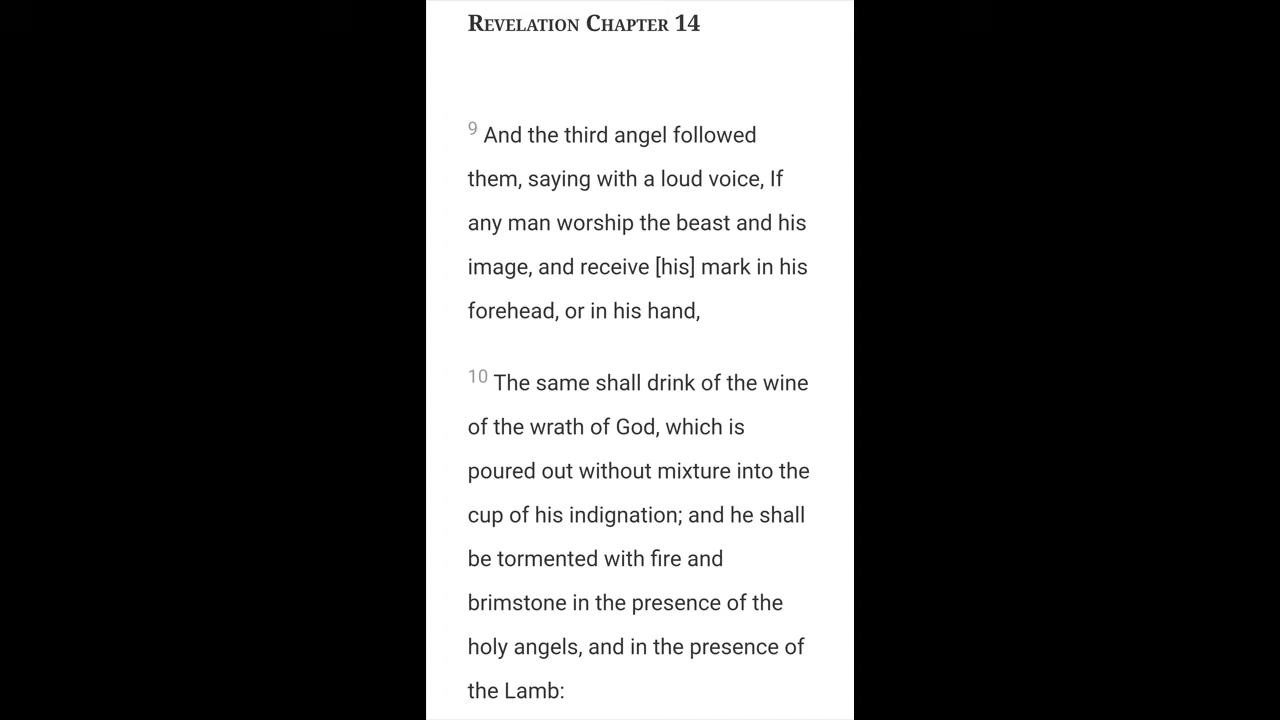 Revelation Chapter 14
9 And the third angel followed
them, saying with a loud voice, If
any man worship the beast and his
image, and receive [his] mark in his
forehead, or in his hand,
10 The same shall drink of the wine
of the wrath of God, which is
poured out without mixture into the
cup of his indignation; and he shall
be tormented with fire and
brimstone in the presence of the
holy angels, and in the presence of
the Lamb: